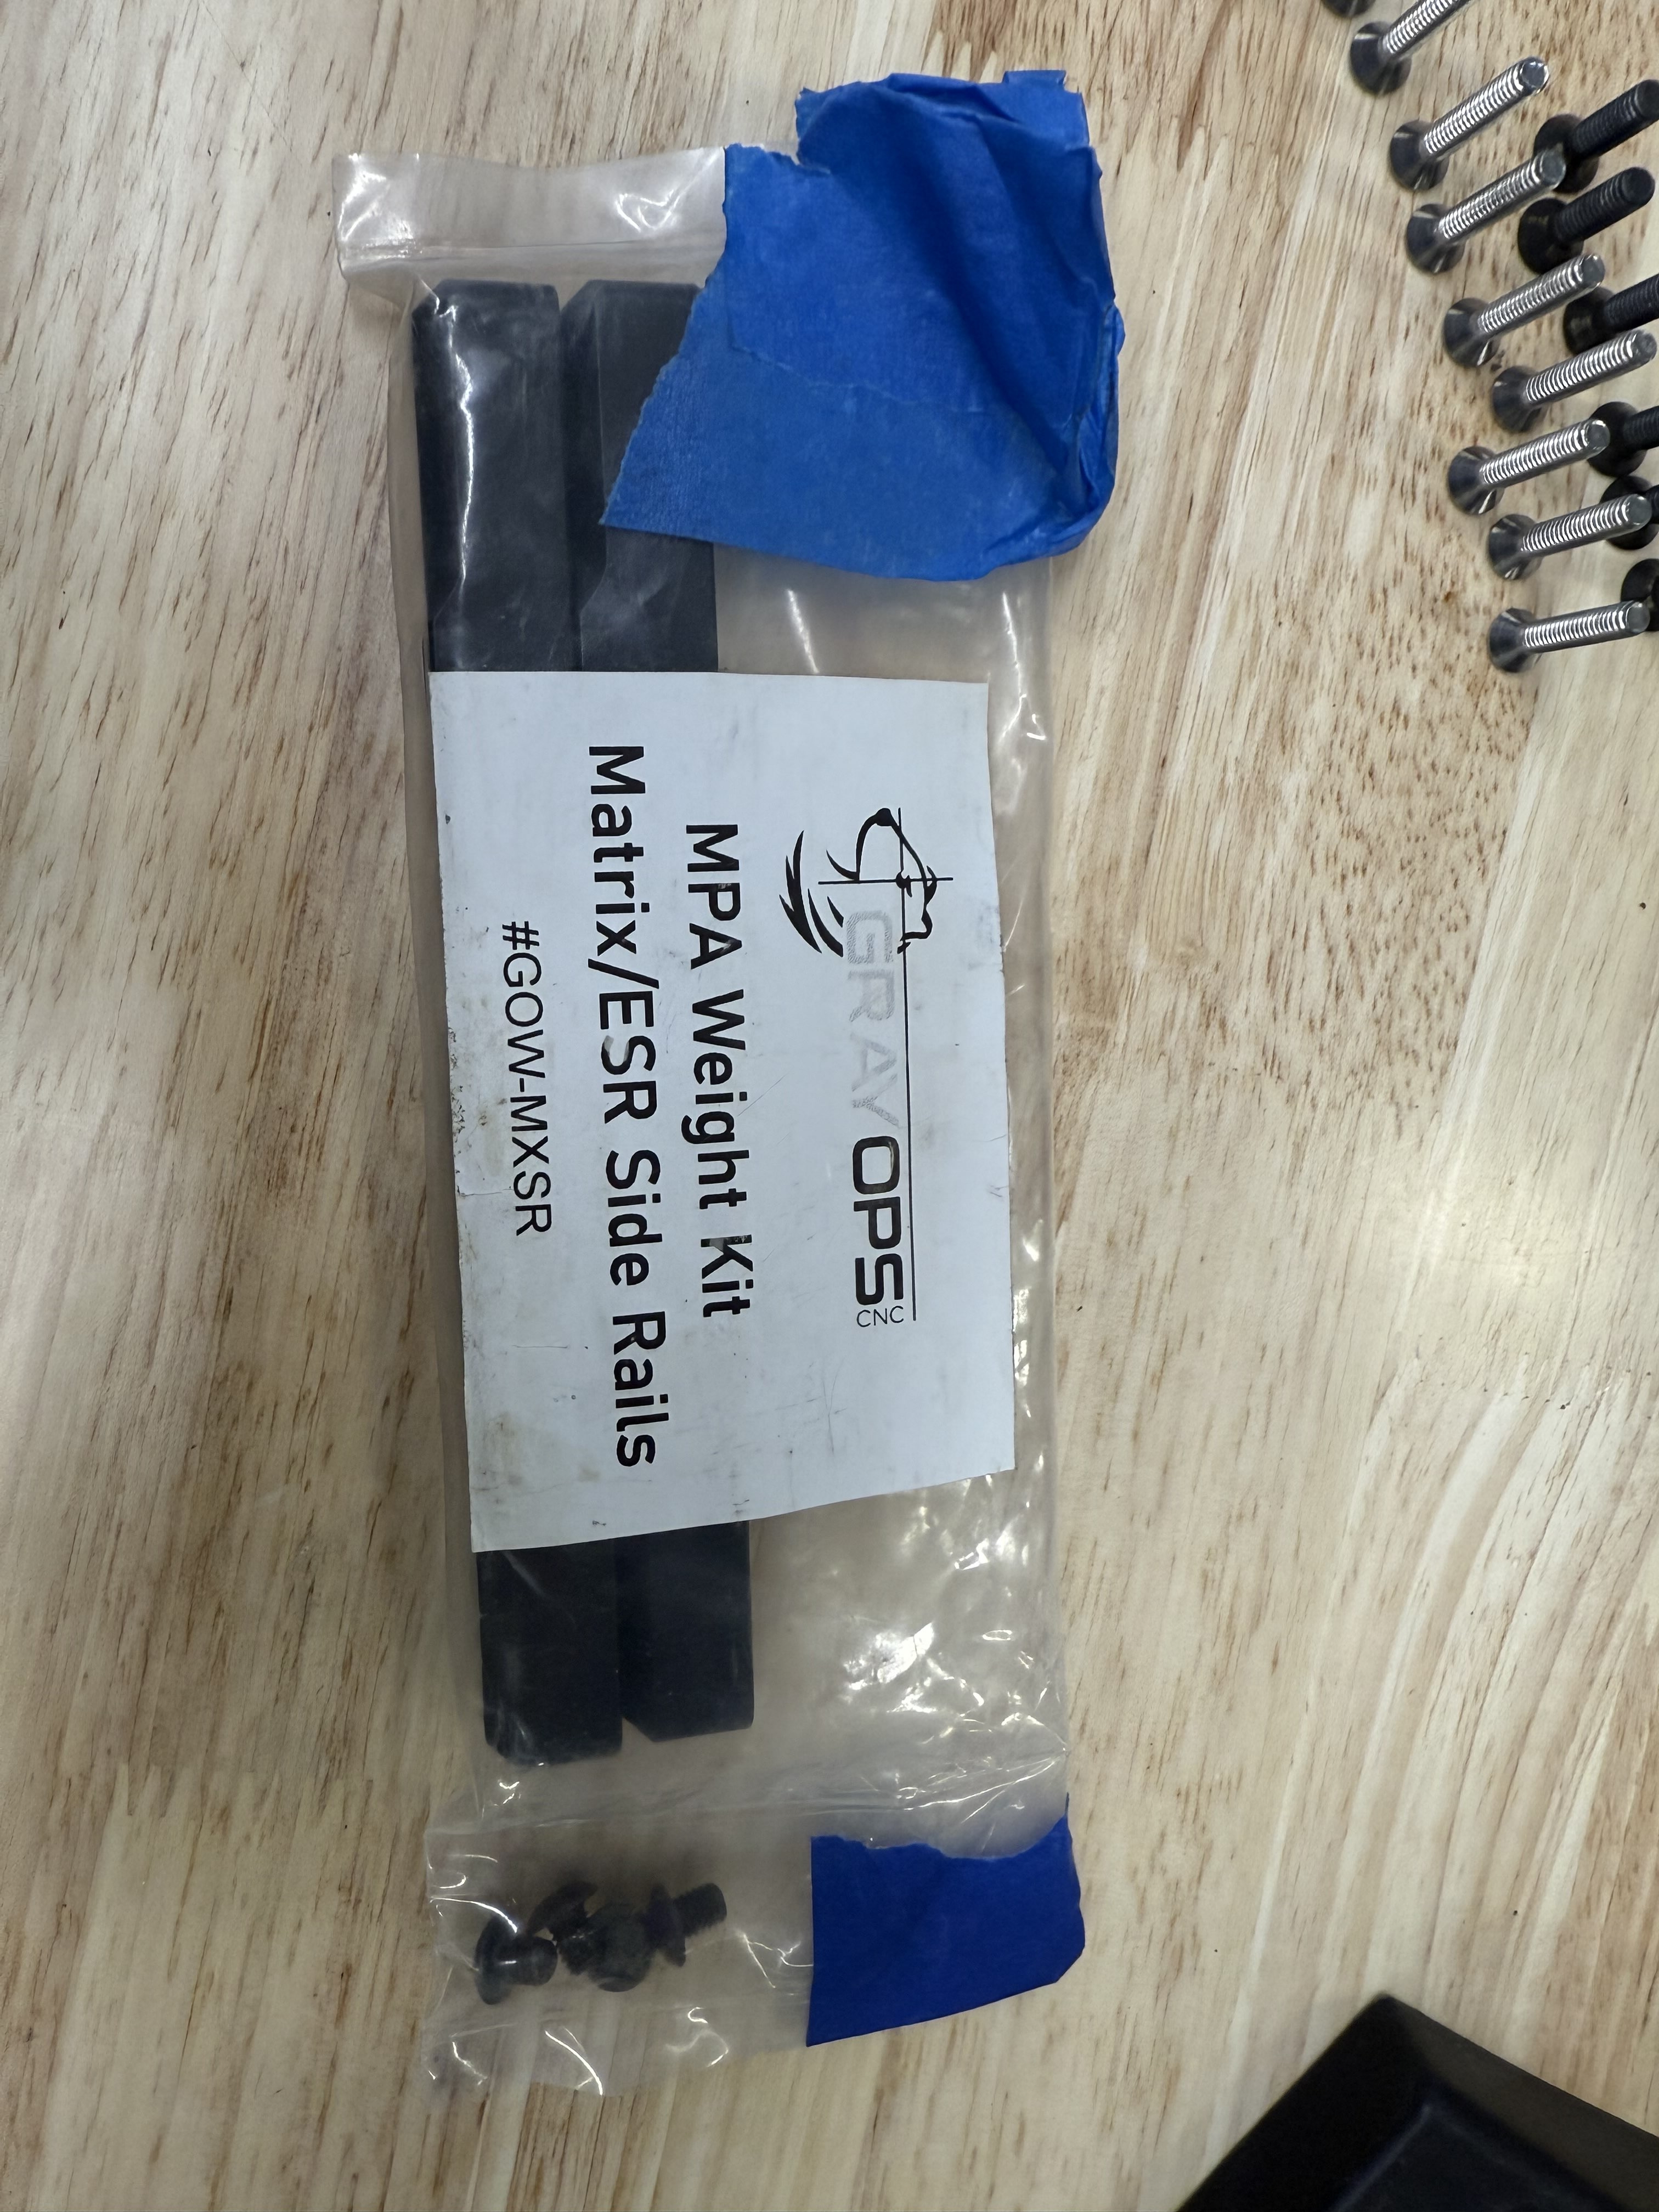 GRAY OPS
CNC
MPA Weight Kit
Matrix/ESR Side Rails
#GOW-MXSR